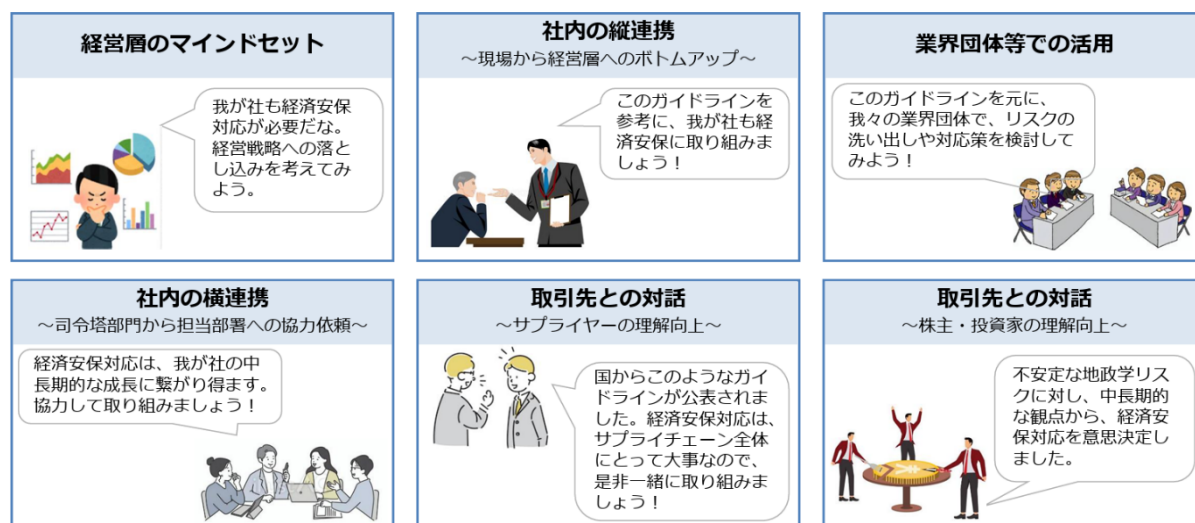 経営層のマインドセット
我が社も経済安保
対応が必要だな。
経営戦略への落と
し込みを考えてみ
よう。
社内の縦連携
～現場から経営層へのボトムアップ～
このガイドラインを
参考に、我が社も経
済安保に取り組みま
しょう！
業界団体等での活用
このガイドラインを元に、
我々の業界団体で、リスクの
洗い出しや対応策を検討して
みよう！
社内の横連携
～司令塔部門から担当部署への協力依頼～
経済安保対応は、我が社の中
長期的な成長に繋がり得ます。
協力して取り組みましょう！
取引先との対話
～サプライヤーの理解向上～
国からこのようなガイ
ドラインが公表されま
した。経済安保対応は、
サプライチェーン全体
にとって大事なので、
是非一緒に取り組みま
しょう！
取引先との対話
～株主・投資家の理解向上～
不安定な地政学リス
クに対し、中長期的
な観点から、経済安
保対応を意思決定し
ました。